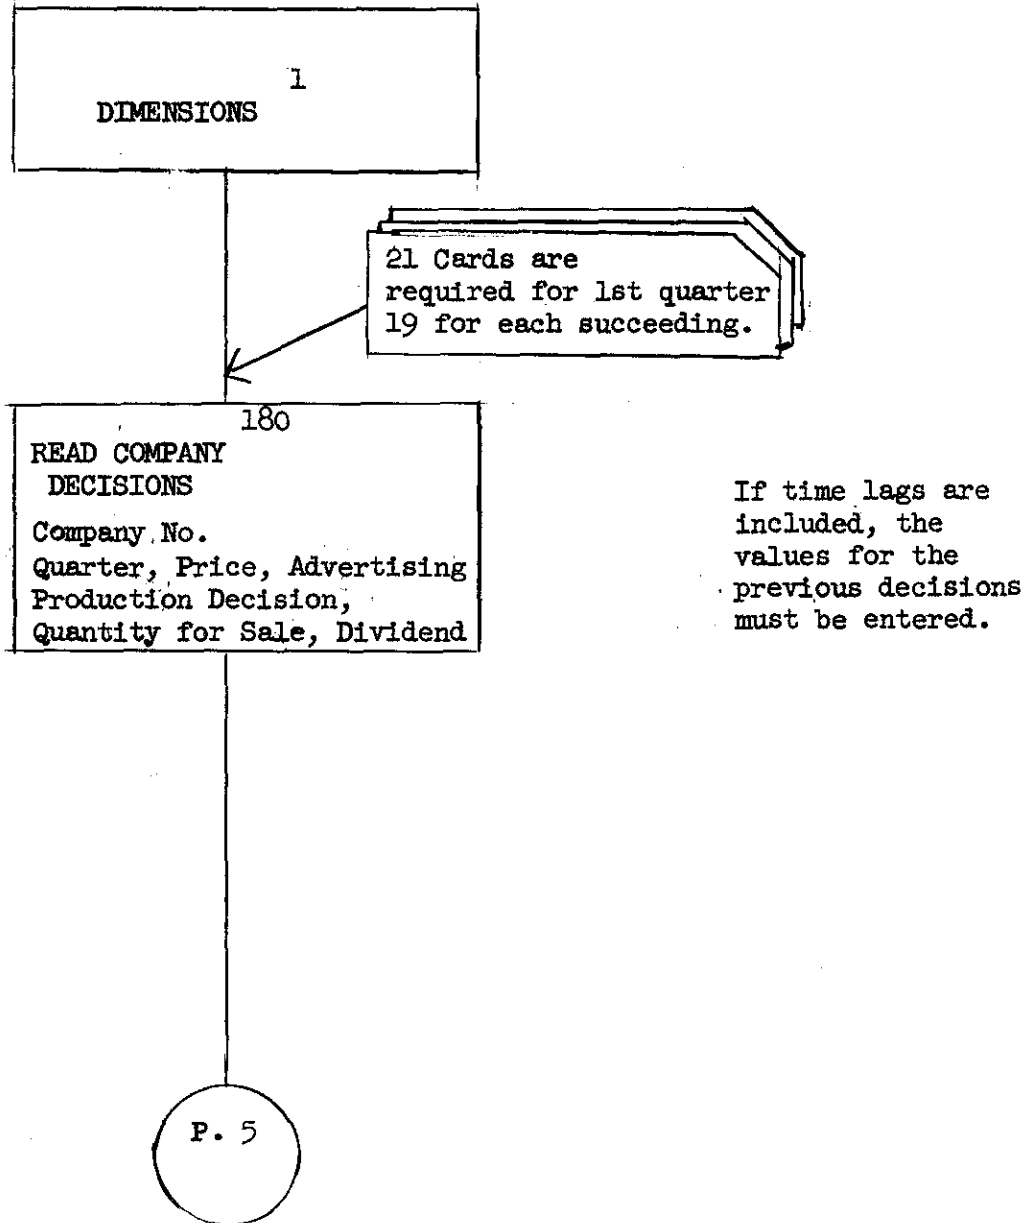 1
DIMENSIONS
21 Cards are
required for 1st quarter
19 for each succeeding.
180
READ COMPANY
DECISIONS
Company No.
Quarter, Price, Advertising
Production Decision,
Quantity for Sale, Dividend
If time lags are
included, the
values for the
previous decisions
must be entered.
P. 5